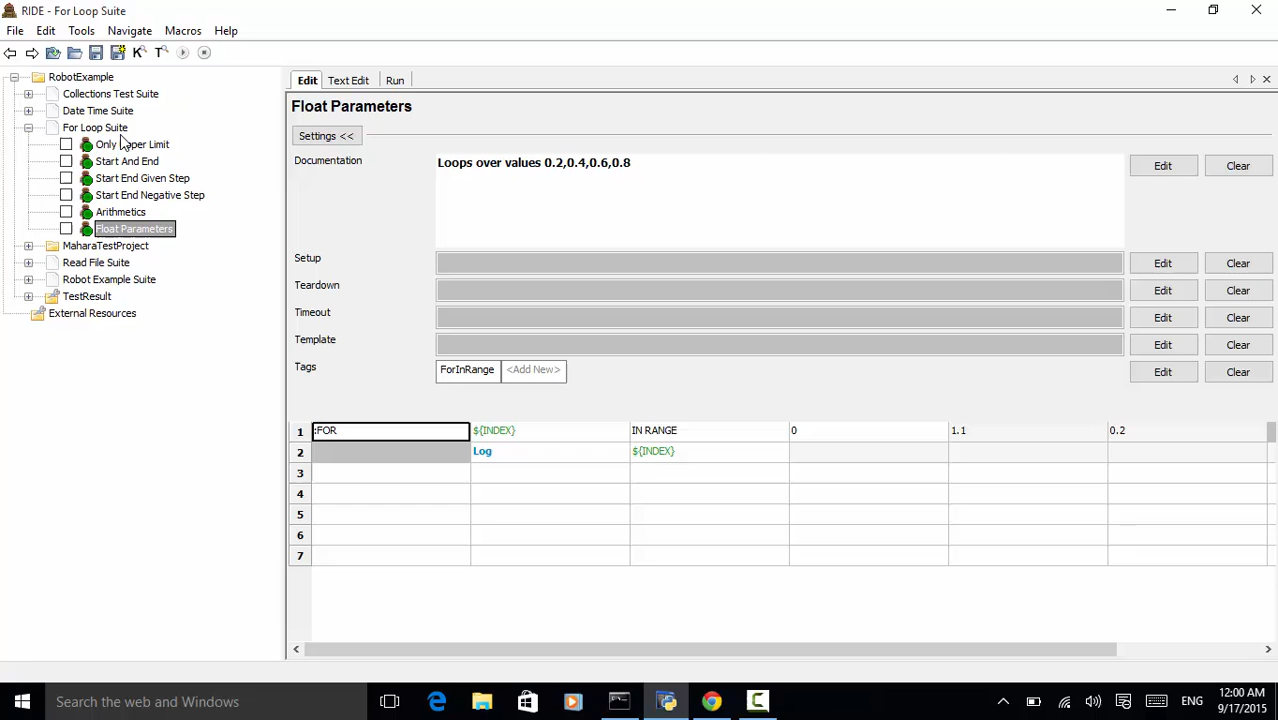 RIDE - For Loop Suite
File Edit Tools Navigate Macros Help
RobotExample
Collections Test Suite
Date Time Suite
For Loop Suite
Only pper Limit
Start And End
Start End Given Step
Start End Negative Step
Arithmetics
Float Parameters
MaharaTestProject
Read File Suite
Robot Example Suite
TestResult
External Resources
Edit Text Edit Run
Float Parameters
Settings <<
Documentation Loops over values 0.2,0.4,0.6,0.8 Edit Clear
Setup Edit Clear
Teardown Edit Clear
Timeout Edit Clear
Template Edit Clear
Tags ForInRange <Add New> Edit Clear
1 :FOR ${INDEX} IN RANGE 0 1.1 0.2
2 Log ${INDEX}
3
4
5
6
7
Search the web and Windows
ENG
12:00 AM
9/17/2015